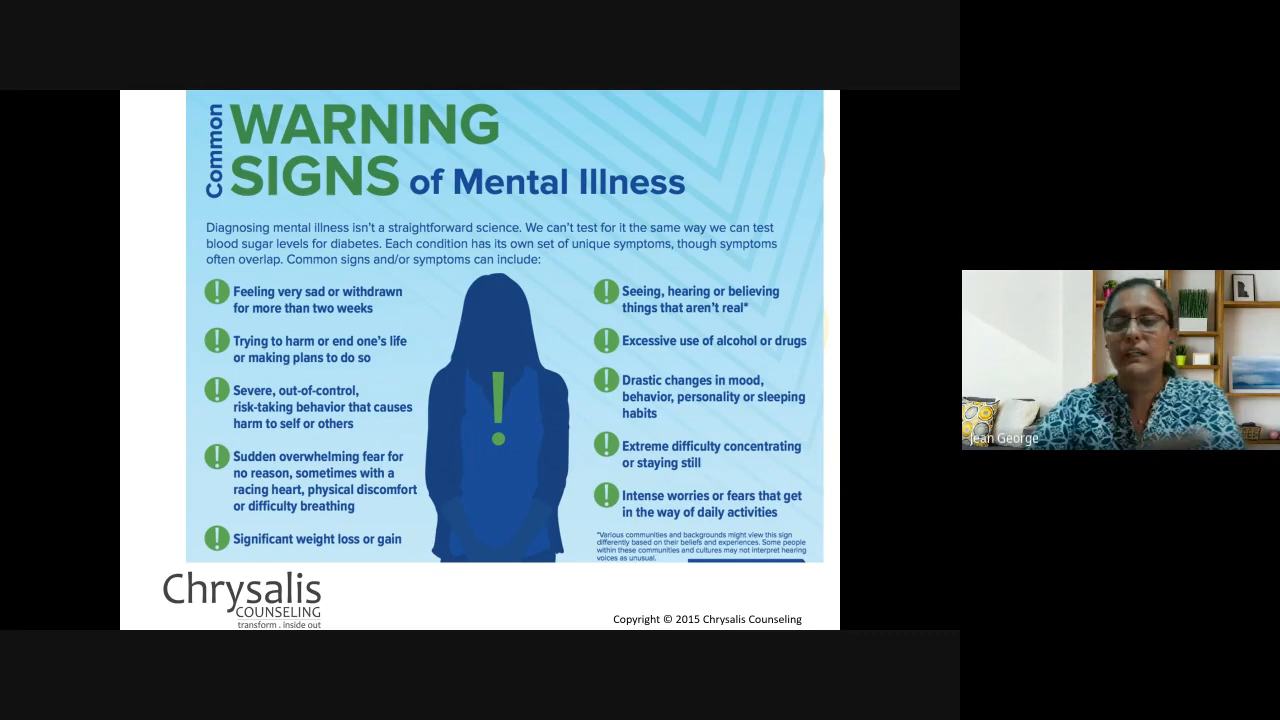 Common
WARNING
SIGNS of Mental Illness
Diagnosing mental illness isn't a straightforward science. We can't test for it the same way we can test
blood sugar levels for diabetes. Each condition has its own set of unique symptoms, though symptoms
often overlap. Common signs and/or symptoms can include:
! Feeling very sad or withdrawn
for more than two weeks
! Trying to harm or end one's life
or making plans to do so
! Severe, out-of-control,
risk-taking behavior that causes
harm to self or others
! Sudden overwhelming fear for
no reason, sometimes with a
racing heart, physical discomfort
or difficulty breathing
! Significant weight loss or gain
!
! Seeing, hearing or believing
things that aren't real*
! Excessive use of alcohol or drugs
! Drastic changes in mood,
behavior, personality or sleeping
habits
! Extreme difficulty concentrating
or staying still
! Intense worries or fears that get
in the way of daily activities
*Various communities and backgrounds might view this sign
differently based on their beliefs and experiences. Some people
within these communities and cultures may not interpret hearing
voices as unusual.
Chrysalis
COUNSELING
transform . inside out
Copyright © 2015 Chrysalis Counseling
Jean George